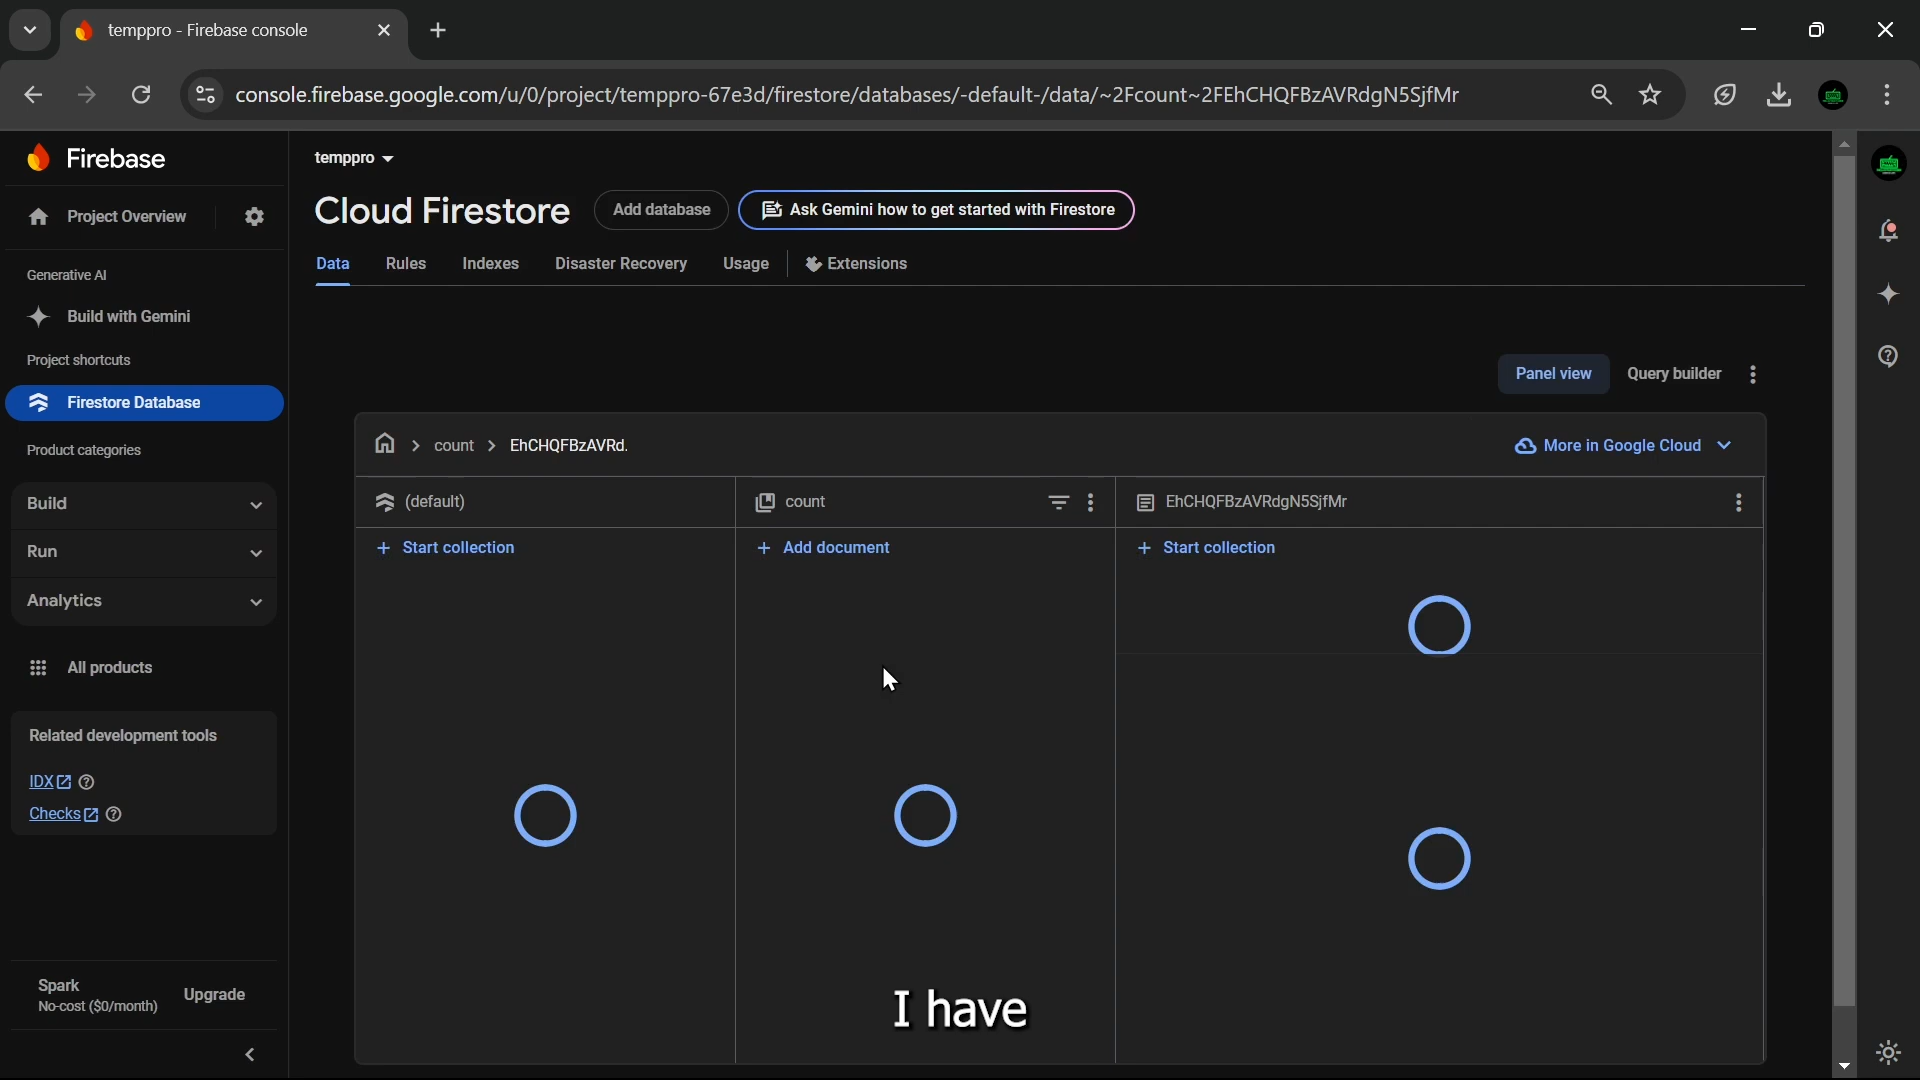 temppro - Firebase console
console.firebase.google.com/u/0/project/temppro-67e3d/firestore/databases/-default-/data/~2Fcount~2FEhCHQFBzAVRdgN5SjfMr
Firebase
temppro
Project Overview
Cloud Firestore
Add database
Ask Gemini how to get started with Firestore
Data
Rules
Indexes
Disaster Recovery
Usage
Extensions
Generative AI
Build with Gemini
Project shortcuts
Firestore Database
Product categories
Build
Run
Analytics
All products
Related development tools
IDX
Checks
Spark
No-cost ($0/month)
Upgrade
Panel view
Query builder
count
EhCHQFBzAVRd.
More in Google Cloud
(default)
count
EhCHQFBzAVRdgN5SjfMr
+ Start collection
+ Add document
+ Start collection
I have